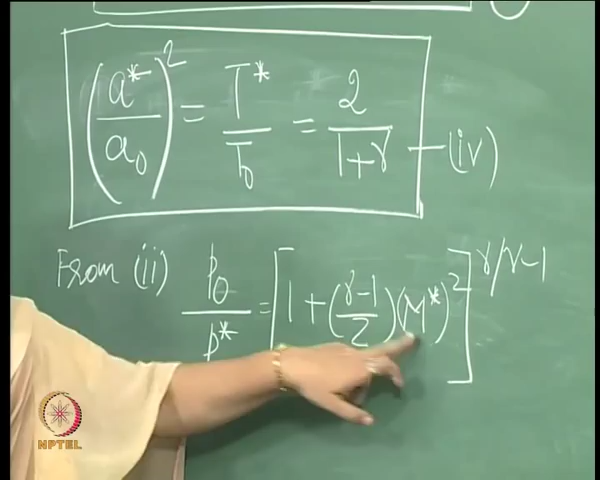 (a*/a₀)² = T*/T₀ = 2/(1+γ) — (iv)
From (ii) p₀/p* = [1 + (γ-1/2)(M*)²]^γ/γ-1
NPTEL